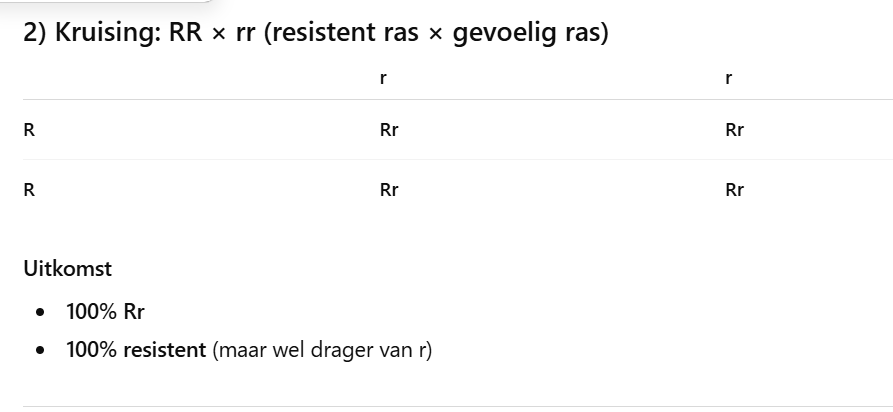 2) Kruising: RR × rr (resistent ras × gevoelig ras)
r r
R Rr Rr
R Rr Rr
Uitkomst
• 100% Rr
• 100% resistent (maar wel drager van r)